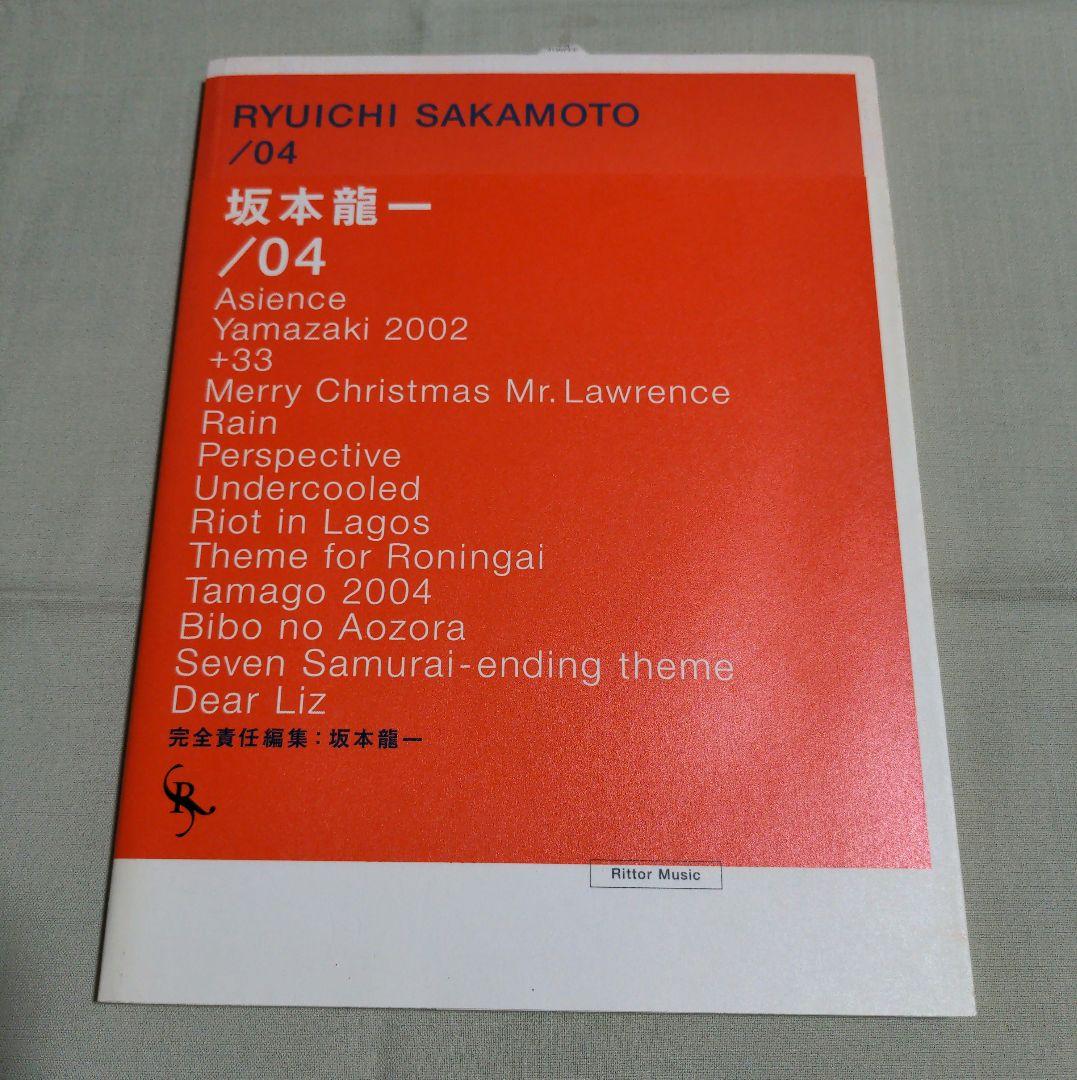 RYUICHI SAKAMOTO
/04
坂本龍一
/04
Asience
Yamazaki 2002
+33
Merry Christmas Mr. Lawrence
Rain
Perspective
Undercooled
Riot in Lagos
Theme for Roningai
Tamago 2004
Bibo no Aozora
Seven Samurai-ending theme
Dear Liz
完全責任編集：坂本龍一
RS
Rittor Music